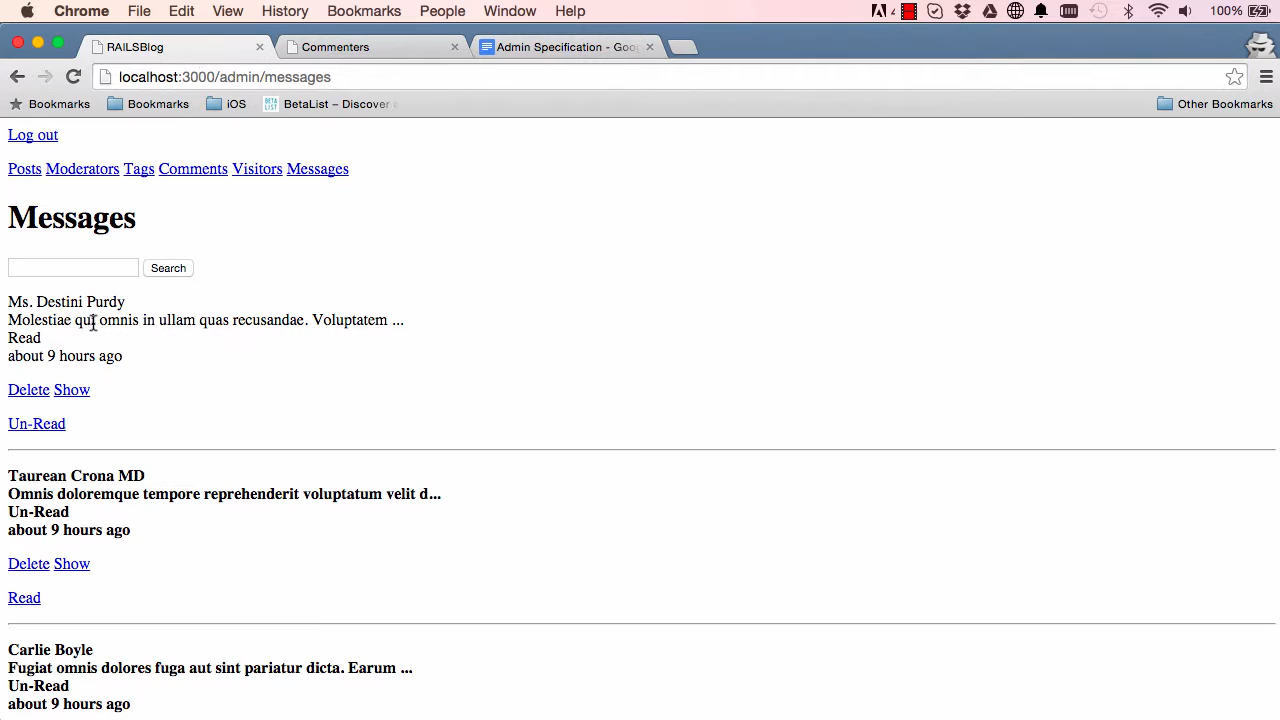 Chrome File Edit View History Bookmarks People Window Help 4 100%
RAILSBlog Commenters Admin Specification - Goo
localhost:3000/admin/messages
Bookmarks Bookmarks iOS BETA LIST BetaList – Discover Other Bookmarks
Log out
Posts Moderators Tags Comments Visitors Messages
Messages
Search
Ms. Destini Purdy
Molestiae qui omnis in ullam quas recusandae. Voluptatem ...
Read
about 9 hours ago
Delete Show
Un-Read
Taurean Crona MD
Omnis doloremque tempore reprehenderit voluptatum velit d...
Un-Read
about 9 hours ago
Delete Show
Read
Carlie Boyle
Fugiat omnis dolores fuga aut sint pariatur dicta. Earum ...
Un-Read
about 9 hours ago